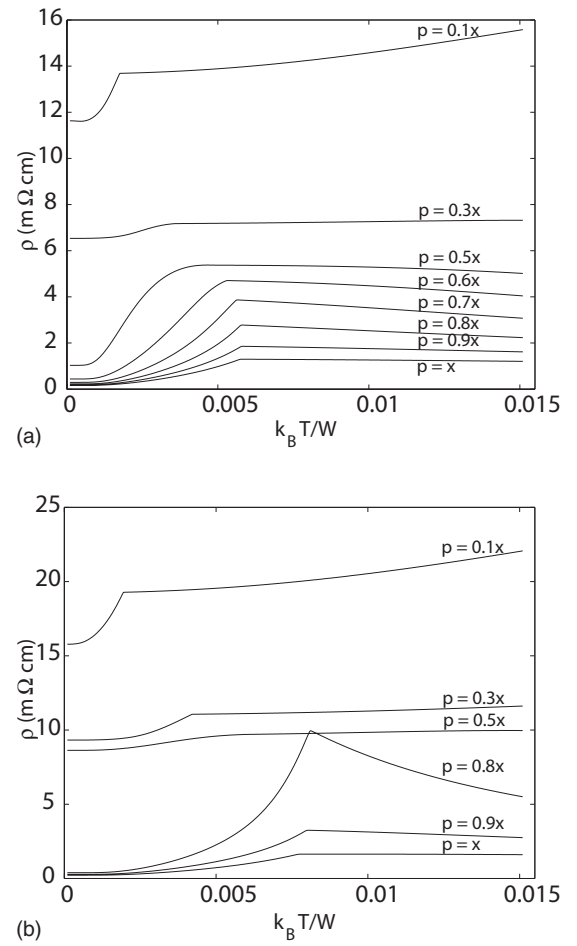 16
14
12
10
8
6
4
2
0
ρ (m Ω cm)
p = 0.1x
p = 0.3x
p = 0.5x
p = 0.6x
p = 0.7x
p = 0.8x
p = 0.9x
p = x
0 0.005 0.01 0.015
k_B T/W
(a)
25
20
15
10
5
0
ρ (m Ω cm)
p = 0.1x
p = 0.3x
p = 0.5x
p = 0.8x
p = 0.9x
p = x
0 0.005 0.01 0.015
k_B T/W
(b)